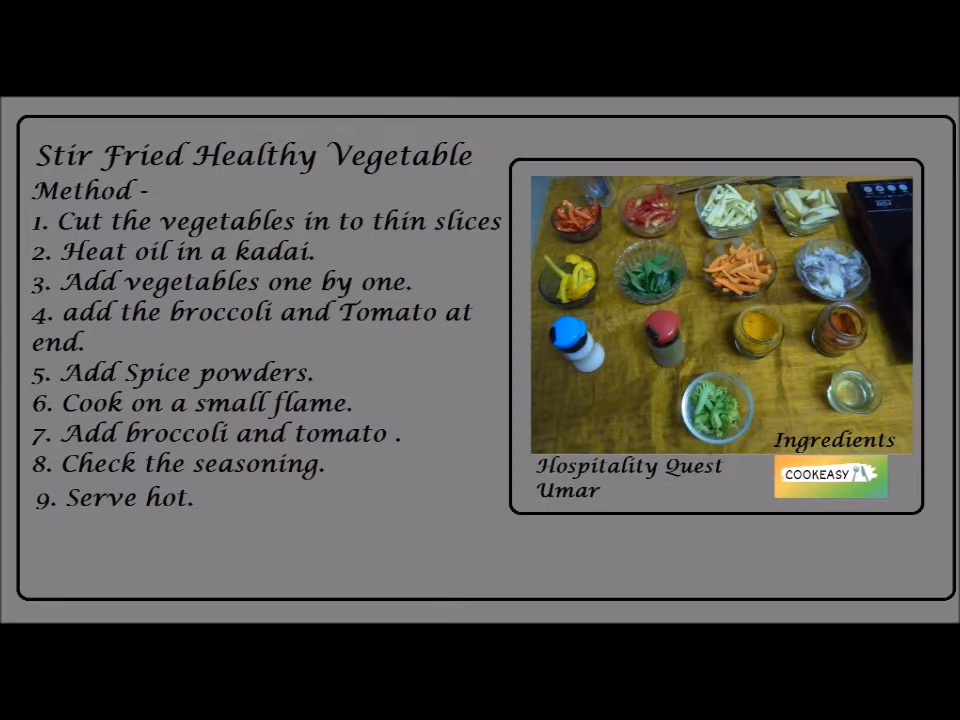 Stir Fried Healthy Vegetable
Method -
1. Cut the vegetables in to thin slices
2. Heat oil in a kadai.
3. Add vegetables one by one.
4. add the broccoli and Tomato at
end.
5. Add Spice powders.
6. Cook on a small flame.
7. Add broccoli and tomato .
8. Check the seasoning.
9. Serve hot.
Ingredients
Hospitality Quest
Umar
COOKEASY